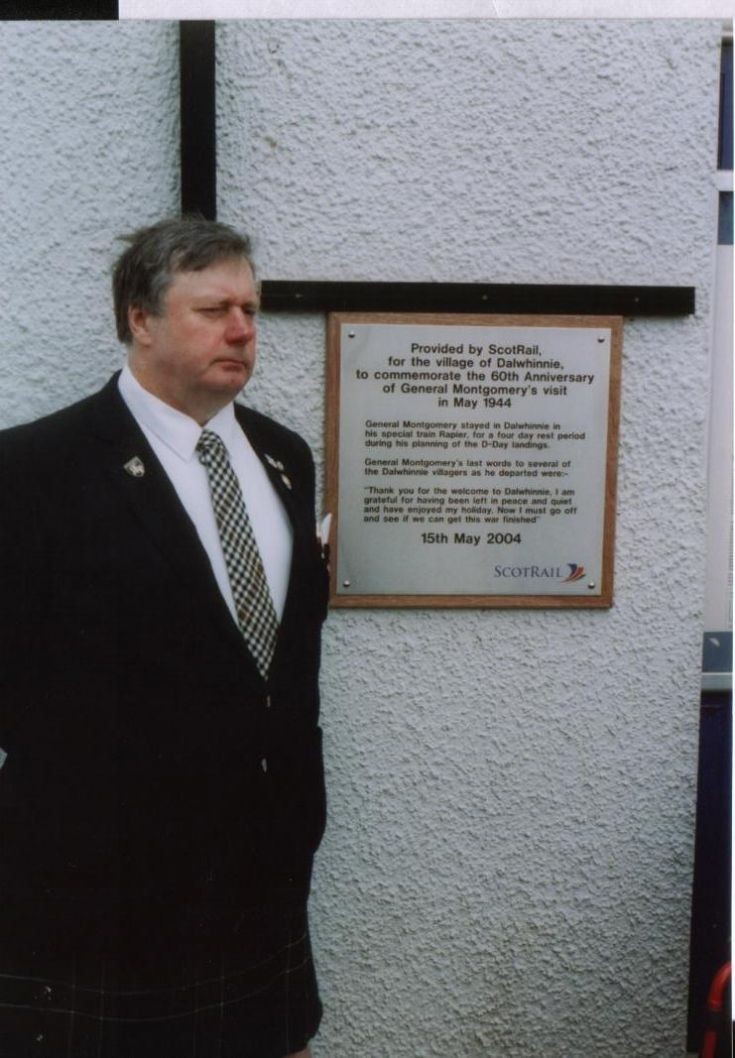 Provided by ScotRail,
for the village of Dalwhinnie,
to commemorate the 60th Anniversary
of General Montgomery's visit
in May 1944
General Montgomery stayed in Dalwhinnie in
his special train Rapier, for a four day rest period
during his planning of the D-Day landings.
General Montgomery's last words to several of
the Dalwhinnie villagers as he departed were:-
"Thank you for the welcome to Dalwhinnie, I am
grateful for having been left in peace and quiet
and have enjoyed my holiday. Now I must go off
and see if we can get this war finished"
15th May 2004
SCOTRAIL